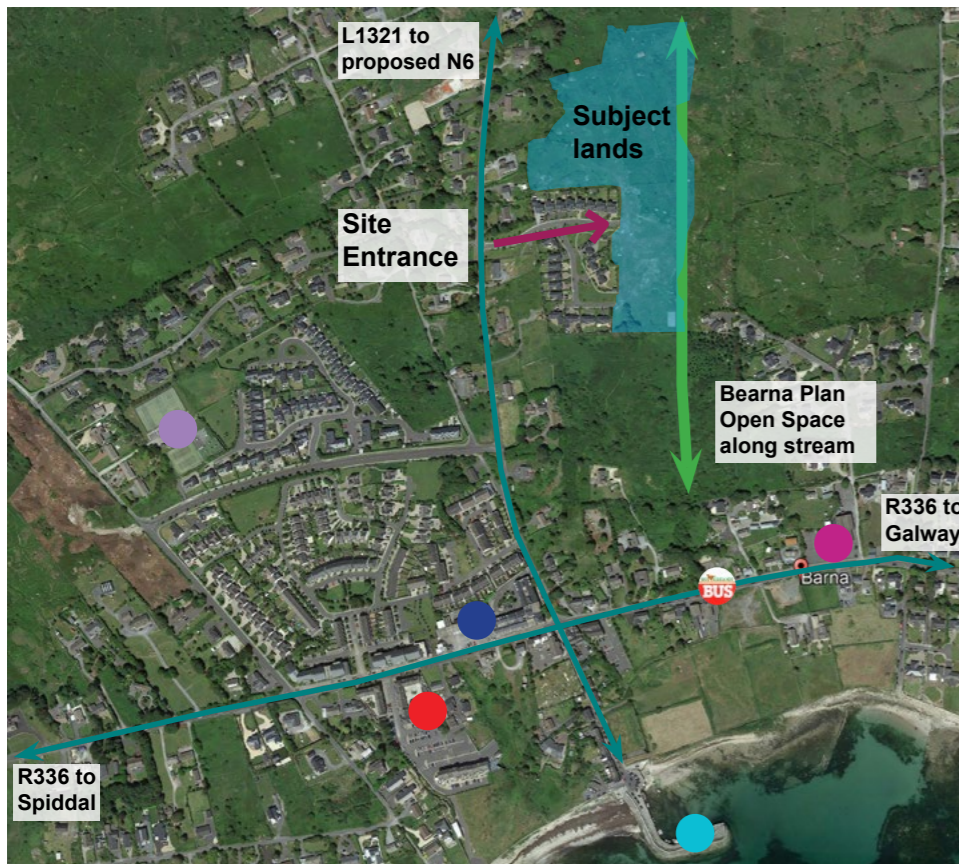 L1321 to
proposed N6
Subject
lands
Site
Entrance
Bearna Plan
Open Space
along stream
R336 to
Galway
BUS
Barna
R336 to
Spiddal